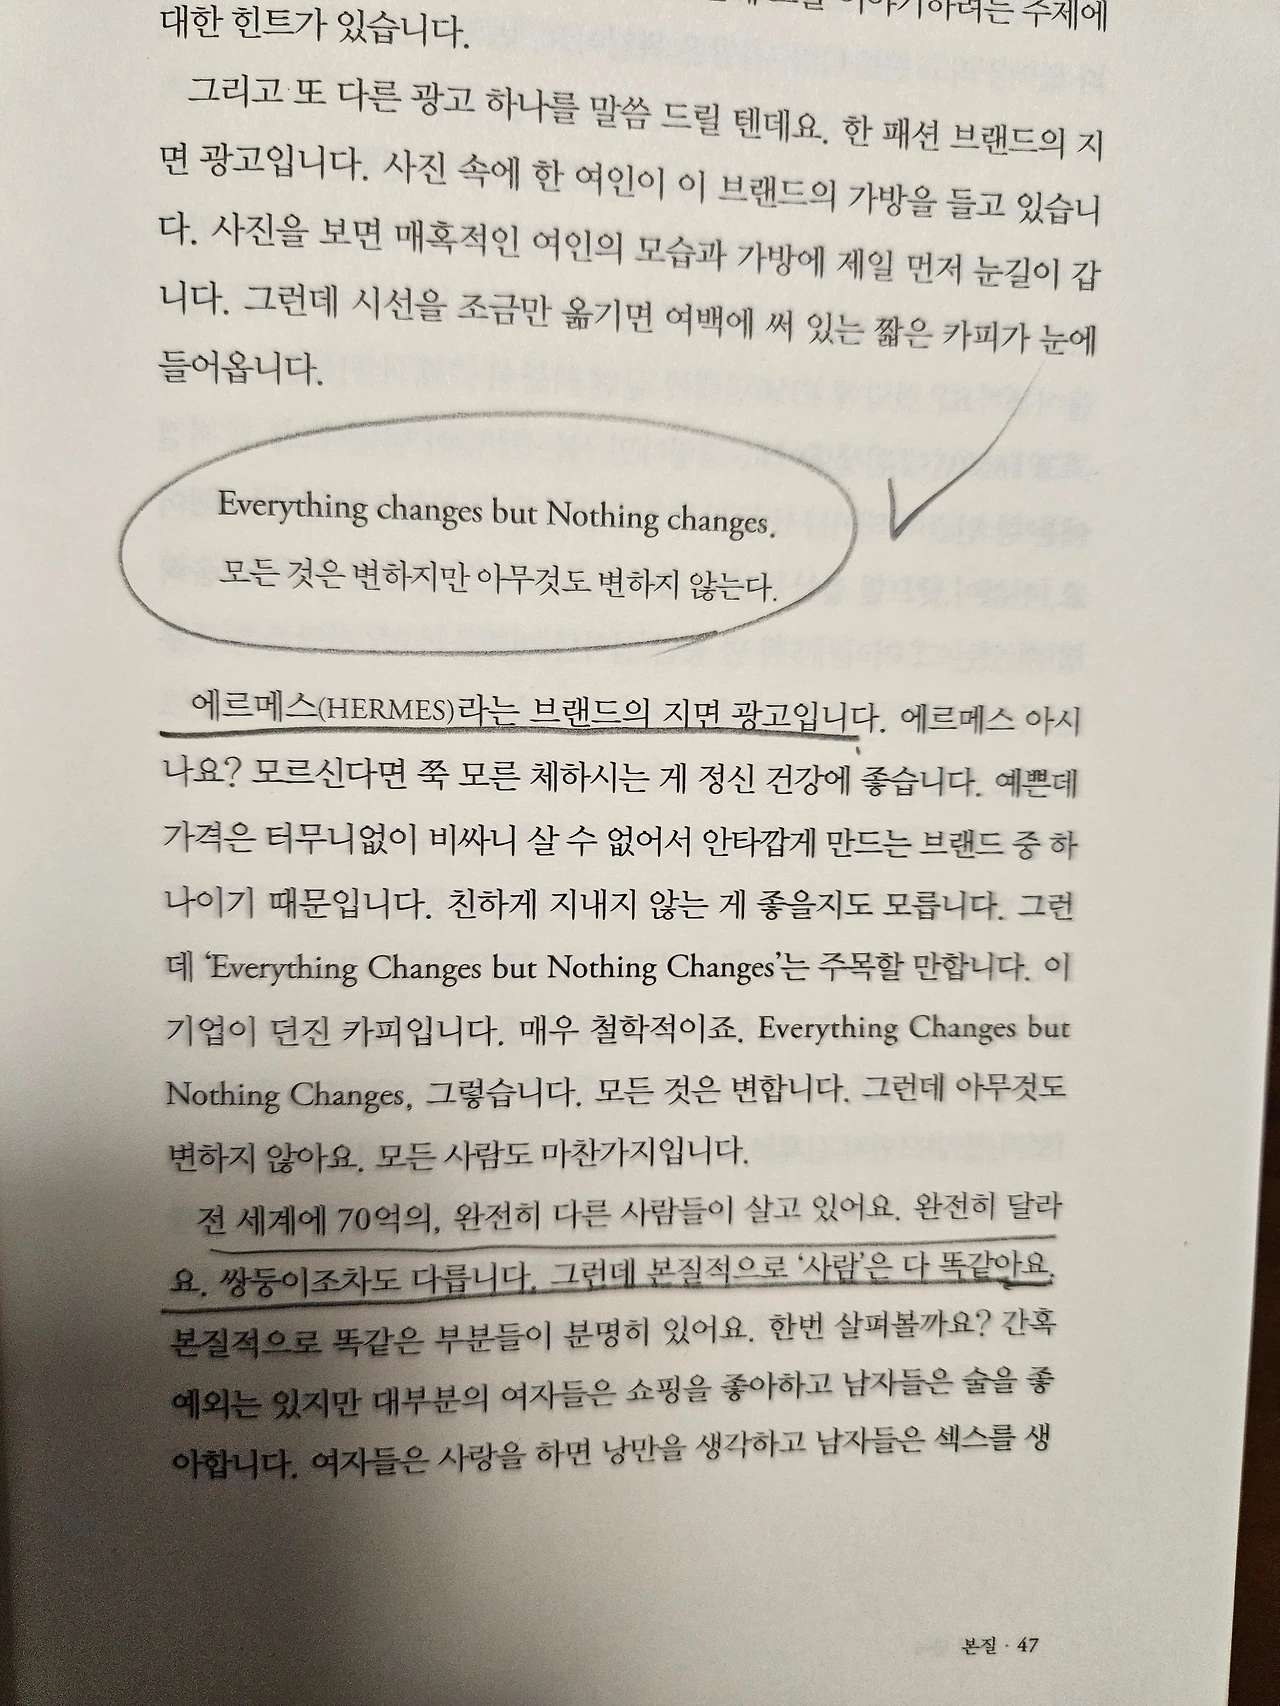 이야기하려는 주제에
대한 힌트가 있습니다.
그리고 또 다른 광고 하나를 말씀 드릴 텐데요. 한 패션 브랜드의 지
면 광고입니다. 사진 속에 한 여인이 이 브랜드의 가방을 들고 있습니
다. 사진을 보면 매혹적인 여인의 모습과 가방에 제일 먼저 눈길이 갑
니다. 그런데 시선을 조금만 옮기면 여백에 써 있는 짧은 카피가 눈에
들어옵니다.
Everything changes but Nothing changes.
모든 것은 변하지만 아무것도 변하지 않는다.
에르메스(HERMES)라는 브랜드의 지면 광고입니다. 에르메스 아시
나요? 모르신다면 쭉 모른 체하시는 게 정신 건강에 좋습니다. 예쁜데
가격은 터무니없이 비싸니 살 수 없어서 안타깝게 만드는 브랜드 중 하
나이기 때문입니다. 친하게 지내지 않는 게 좋을지도 모릅니다. 그런
데 ‘Everything Changes but Nothing Changes’는 주목할 만합니다. 이
기업이 던진 카피입니다. 매우 철학적이죠. Everything Changes but
Nothing Changes, 그렇습니다. 모든 것은 변합니다. 그런데 아무것도
변하지 않아요. 모든 사람도 마찬가지입니다.
전 세계에 70억의, 완전히 다른 사람들이 살고 있어요. 완전히 달라
요. 쌍둥이조차도 다릅니다. 그런데 본질적으로 ‘사람’은 다 똑같아요.
본질적으로 똑같은 부분들이 분명히 있어요. 한번 살펴볼까요? 간혹
예외는 있지만 대부분의 여자들은 쇼핑을 좋아하고 남자들은 술을 좋
아합니다. 여자들은 사랑을 하면 낭만을 생각하고 남자들은 섹스를 생
본질 · 47